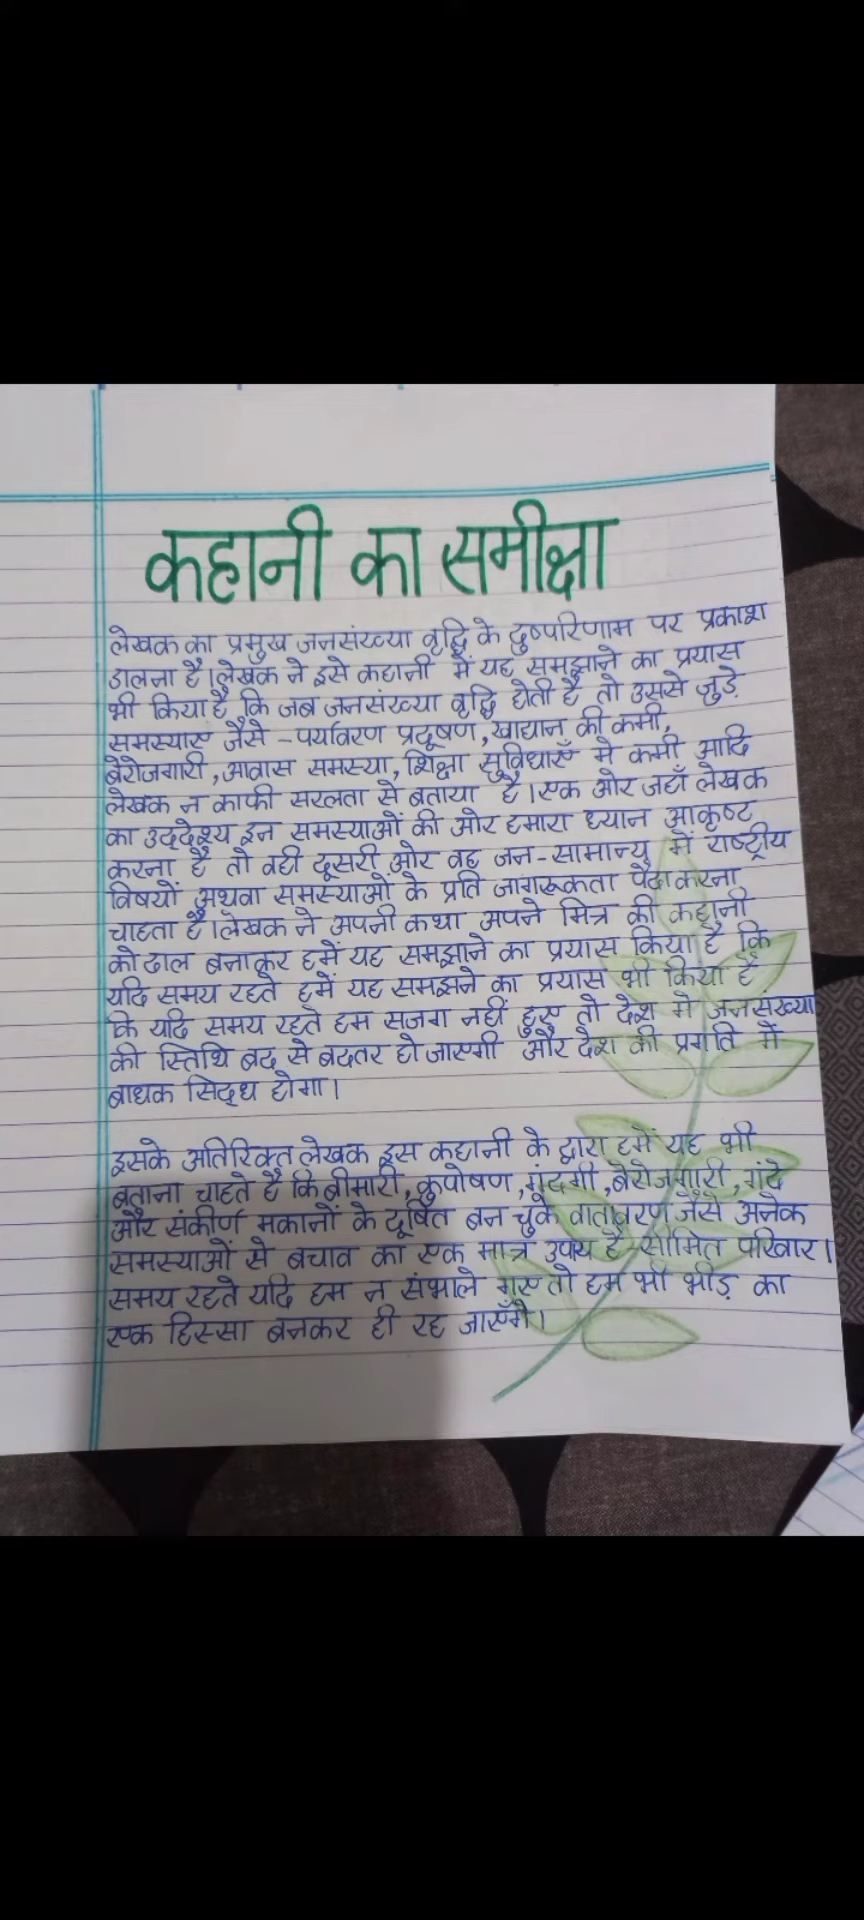 कहानी का समीक्षा
लेखक का प्रमुख जनसंख्या वृद्धि के दुष्परिणाम पर प्रकाश
डालना है।लेखक ने इसे कहानी में यह समझाने का प्रयास
भी किया है कि जब जनसंख्या वृद्धि होती है तो उससे जुड़े
समस्याएँ जैसे - पर्यावरण प्रदूषण, खाद्यान की कमी,
बेरोजगारी, आवास समस्या, शिक्षा सुविधाएँ मे कमी आदि
लेखक न काफी सरलता से बताया है। एक ओर जहाँ लेखक
का उद्देश्य इन समस्याओं की ओर हमारा ध्यान आकृष्ट
करना है तो वही दूसरी ओर वह जन-सामान्य में राष्ट्रीय
विषयों अथवा समस्याओं के प्रति जागरूकता पैदा करना
चाहता है।लेखक ने अपनी कथा अपने मित्र की कहानी
को ढाल बनाकर हमें यह समझाने का प्रयास किया है कि
यदि समय रहते हमें यह समझने का प्रयास भी किया है
कि यदि समय रहते हम सजग नहीं हुए तो देश मे जनसंख्या
की स्तिथि बद से बदतर हो जाएगी और देश की प्रगति में
बाधक सिद्ध होगा।
इसके अतिरिक्त लेखक इस कहानी के द्वारा हमें यह भी
बताना चाहते है कि बीमारी, कुपोषण, गंदगी, बेरोजगारी, गंदे
और संकीर्ण मकानों के दूषित बन चुके वातावरण जैसे अनेक
समस्याओं से बचाव का एक मात्र उपाय है-सीमित परिवार।
समय रहते यदि हम न संभाले गए तो हम भी भीड़ का
एक हिस्सा बनकर ही रह जाएँगे।